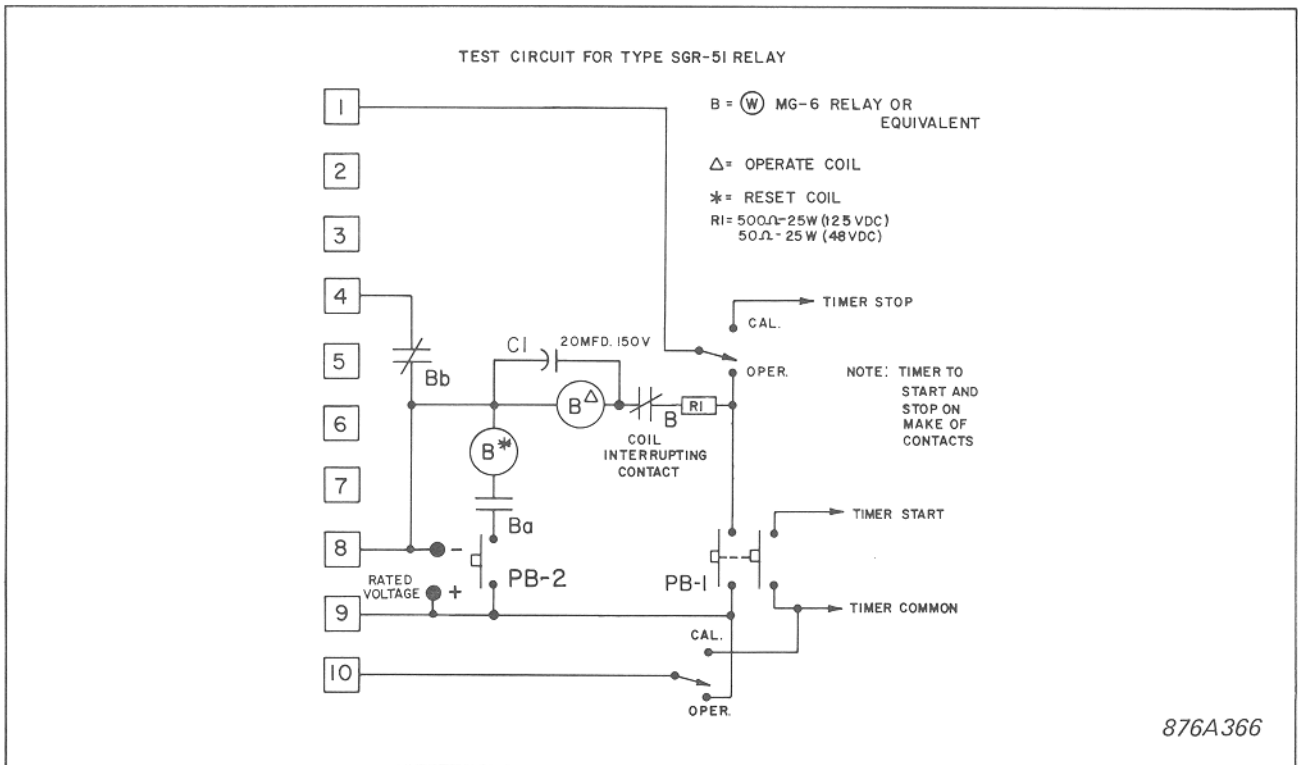 TEST CIRCUIT FOR TYPE SGR-51 RELAY
B = (W) MG-6 RELAY OR
EQUIVALENT
△= OPERATE COIL
*= RESET COIL
R1= 500Ω-25W (125 VDC)
50Ω-25W (48VDC)
1
2
3
4
5
6
7
8
9
10
TIMER STOP
CAL.
OPER.
NOTE: TIMER TO
START AND
STOP ON
MAKE OF
CONTACTS
C1
20MFD. 150V
Bb
B△
B
R1
COIL
INTERRUPTING
CONTACT
B*
Ba
-
PB-2
RATED
VOLTAGE
+
PB-1
TIMER START
TIMER COMMON
CAL.
OPER.
876A366